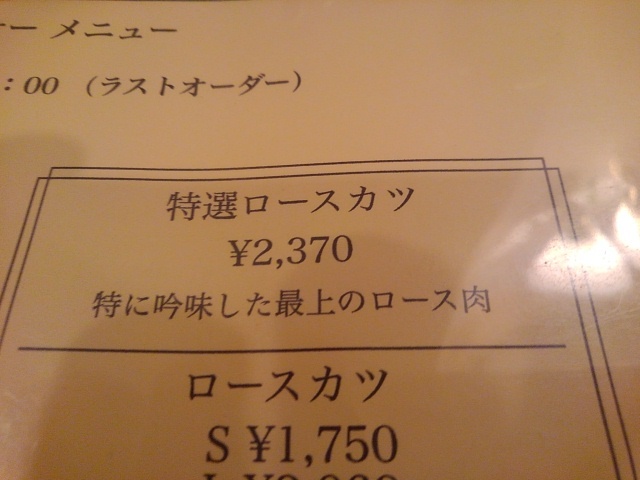 ー メニュー
:00 (ラストオーダー)
特選ロースカツ
¥2,370
特に吟味した最上のロース肉
ロースカツ
S ¥1,750